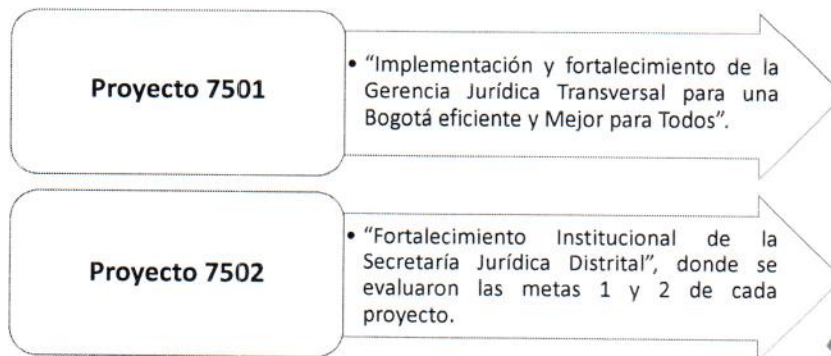 Proyecto 7501
• “Implementación y fortalecimiento de la
Gerencia Jurídica Transversal para una
Bogotá eficiente y Mejor para Todos”.
Proyecto 7502
• “Fortalecimiento Institucional de la
Secretaría Jurídica Distrital”, donde se
evaluaron las metas 1 y 2 de cada
proyecto.